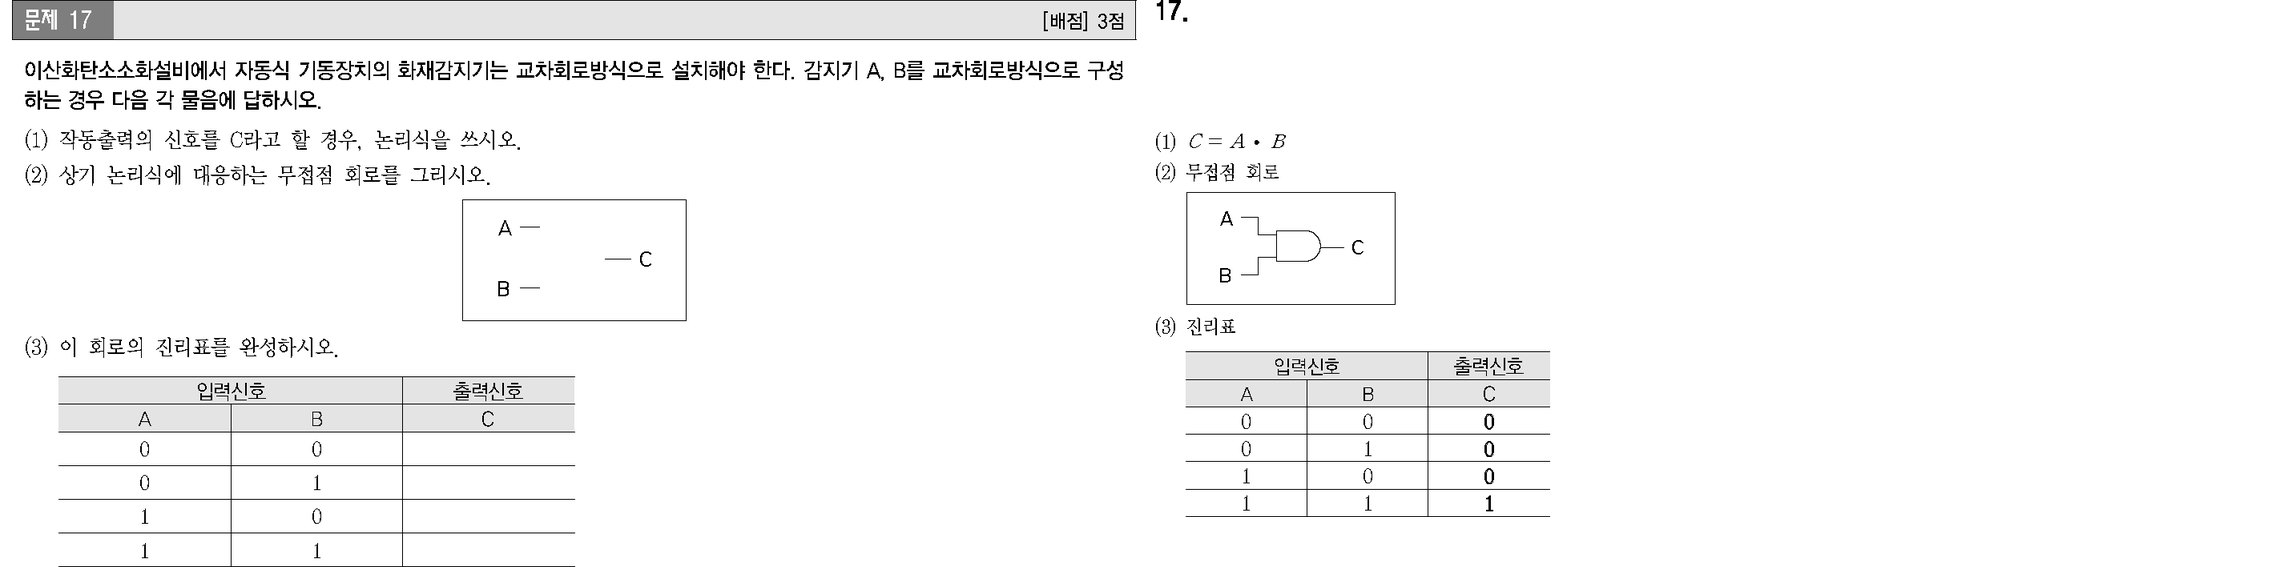 문제 17
[배점] 3점
이산화탄소소화설비에서 자동식 기동장치의 화재감지기는 교차회로방식으로 설치해야 한다. 감지기 A, B를 교차회로방식으로 구성
하는 경우 다음 각 물음에 답하시오.
(1) 작동출력의 신호를 C라고 할 경우, 논리식을 쓰시오.
(2) 상기 논리식에 대응하는 무접점 회로를 그리시오.
A
C
B
(3) 이 회로의 진리표를 완성하시오.
입력신호 출력신호
A B C
0 0
0 1
1 0
1 1
17.
(1) C = A • B
(2) 무접점 회로
A
C
B
(3) 진리표
입력신호 출력신호
A B C
0 0 0
0 1 0
1 0 0
1 1 1